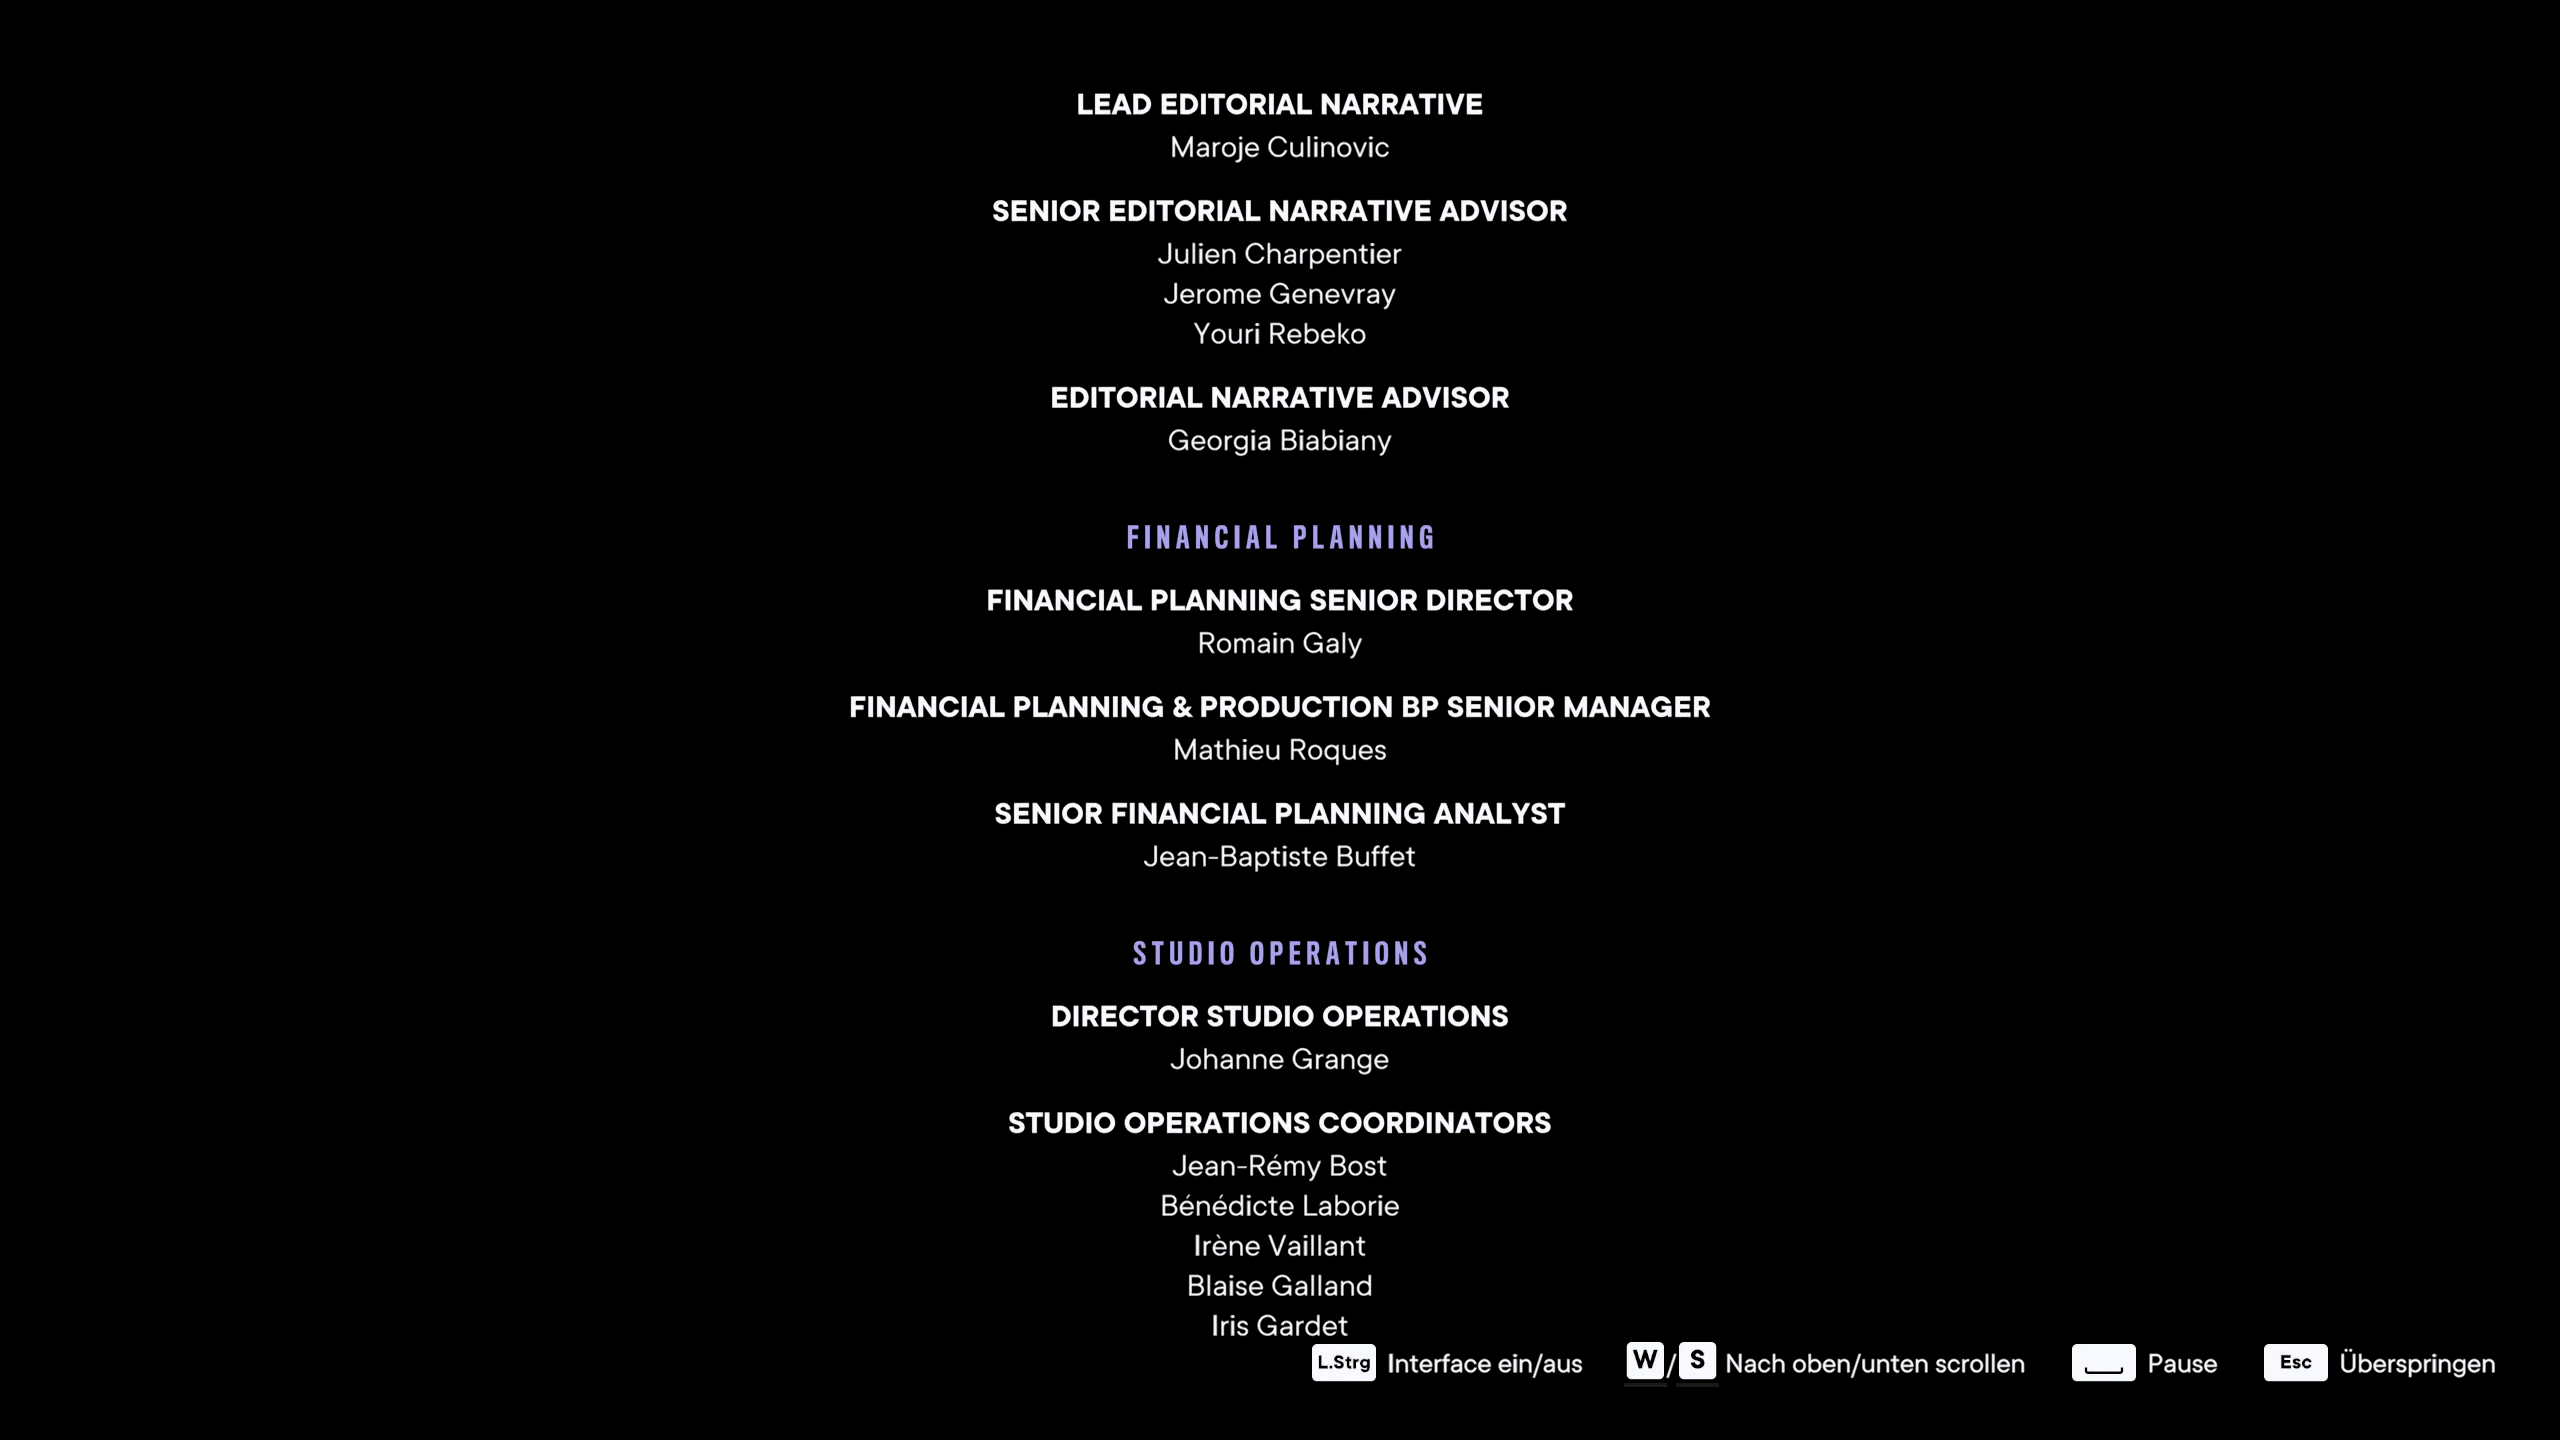 LEAD EDITORIAL NARRATIVE
Maroje Culinovic
SENIOR EDITORIAL NARRATIVE ADVISOR
Julien Charpentier
Jerome Genevray
Youri Rebeko
EDITORIAL NARRATIVE ADVISOR
Georgia Biabiany
FINANCIAL PLANNING
FINANCIAL PLANNING SENIOR DIRECTOR
Romain Galy
FINANCIAL PLANNING & PRODUCTION BP SENIOR MANAGER
Mathieu Roques
SENIOR FINANCIAL PLANNING ANALYST
Jean-Baptiste Buffet
STUDIO OPERATIONS
DIRECTOR STUDIO OPERATIONS
Johanne Grange
STUDIO OPERATIONS COORDINATORS
Jean-Rémy Bost
Bénédicte Laborie
Irène Vaillant
Blaise Galland
Iris Gardet
L.Strg Interface ein/aus W/S Nach oben/unten scrollen Pause Esc Überspringen